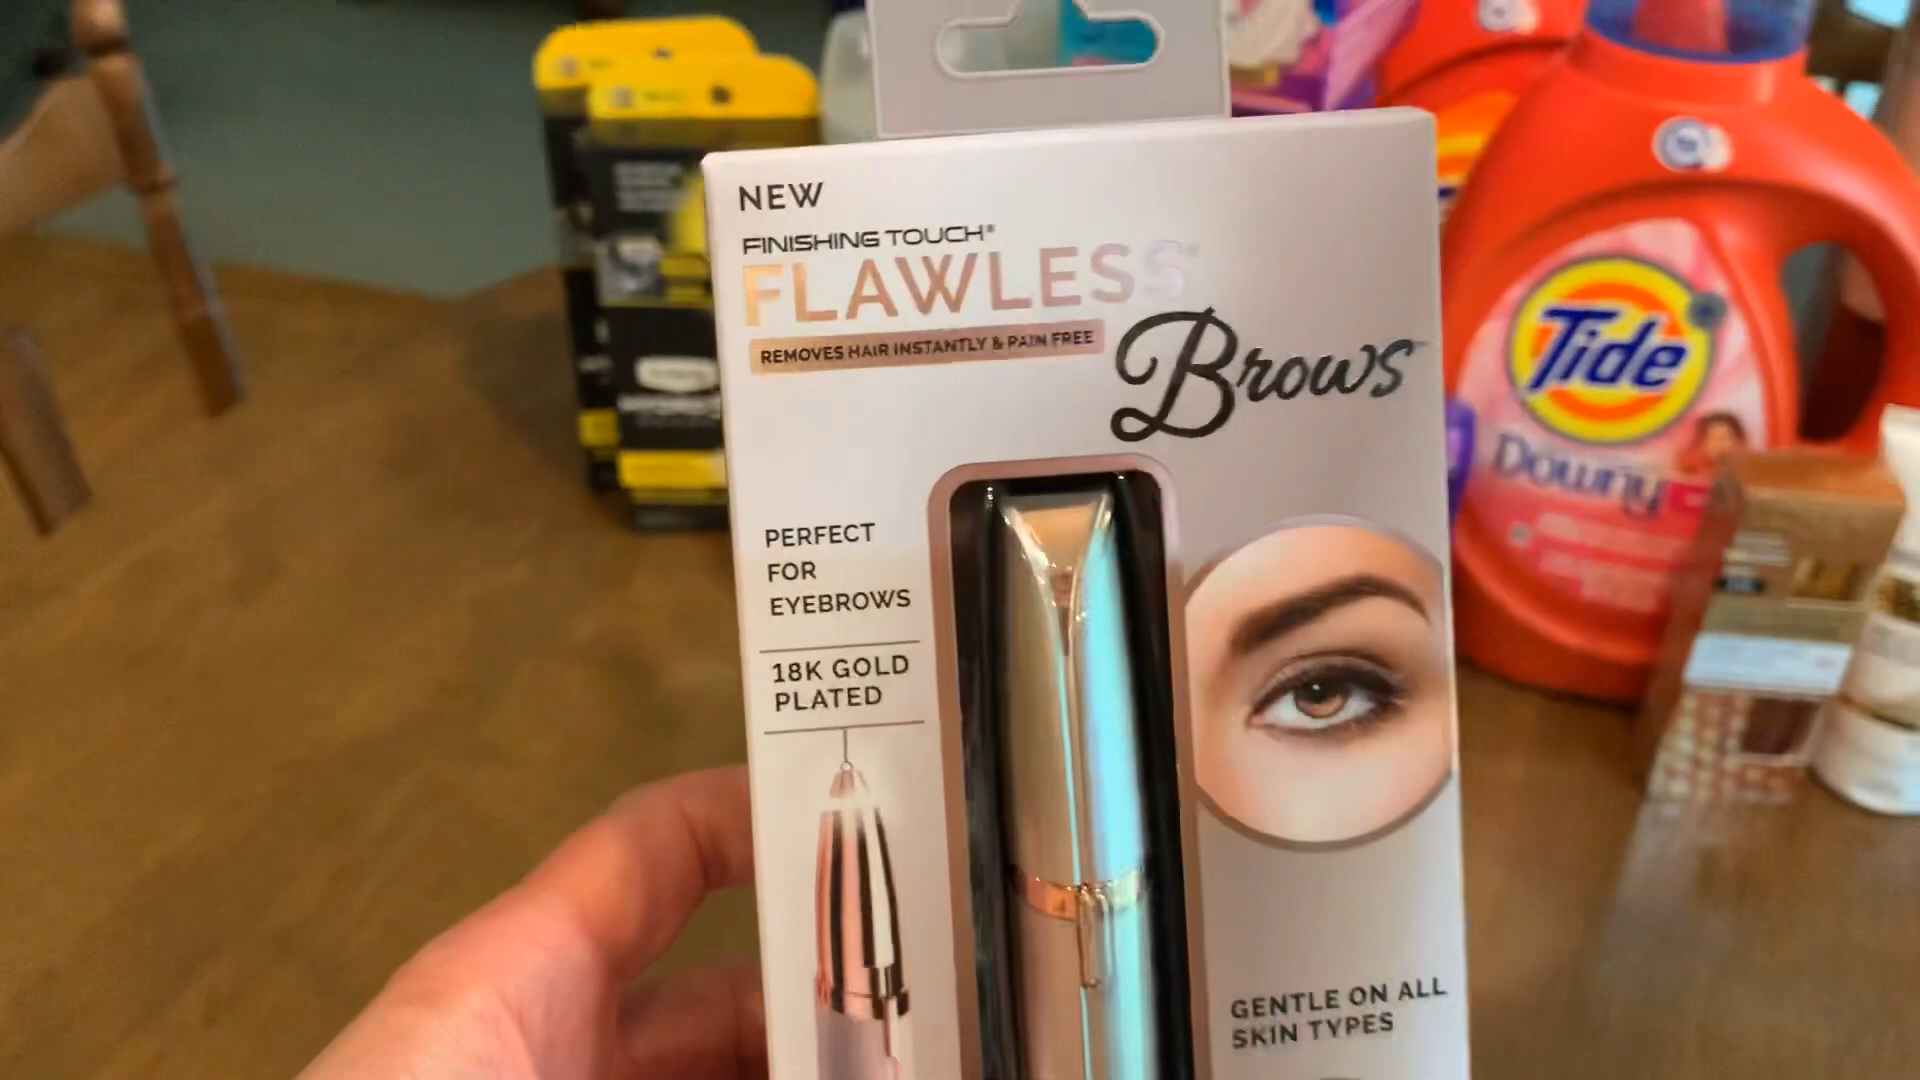 NEW
FINISHING TOUCH®
FLAWLESS
REMOVES HAIR INSTANTLY & PAIN FREE
Brows
PERFECT
FOR
EYEBROWS
18K GOLD
PLATED
GENTLE ON ALL
SKIN TYPES
Tide
Downy